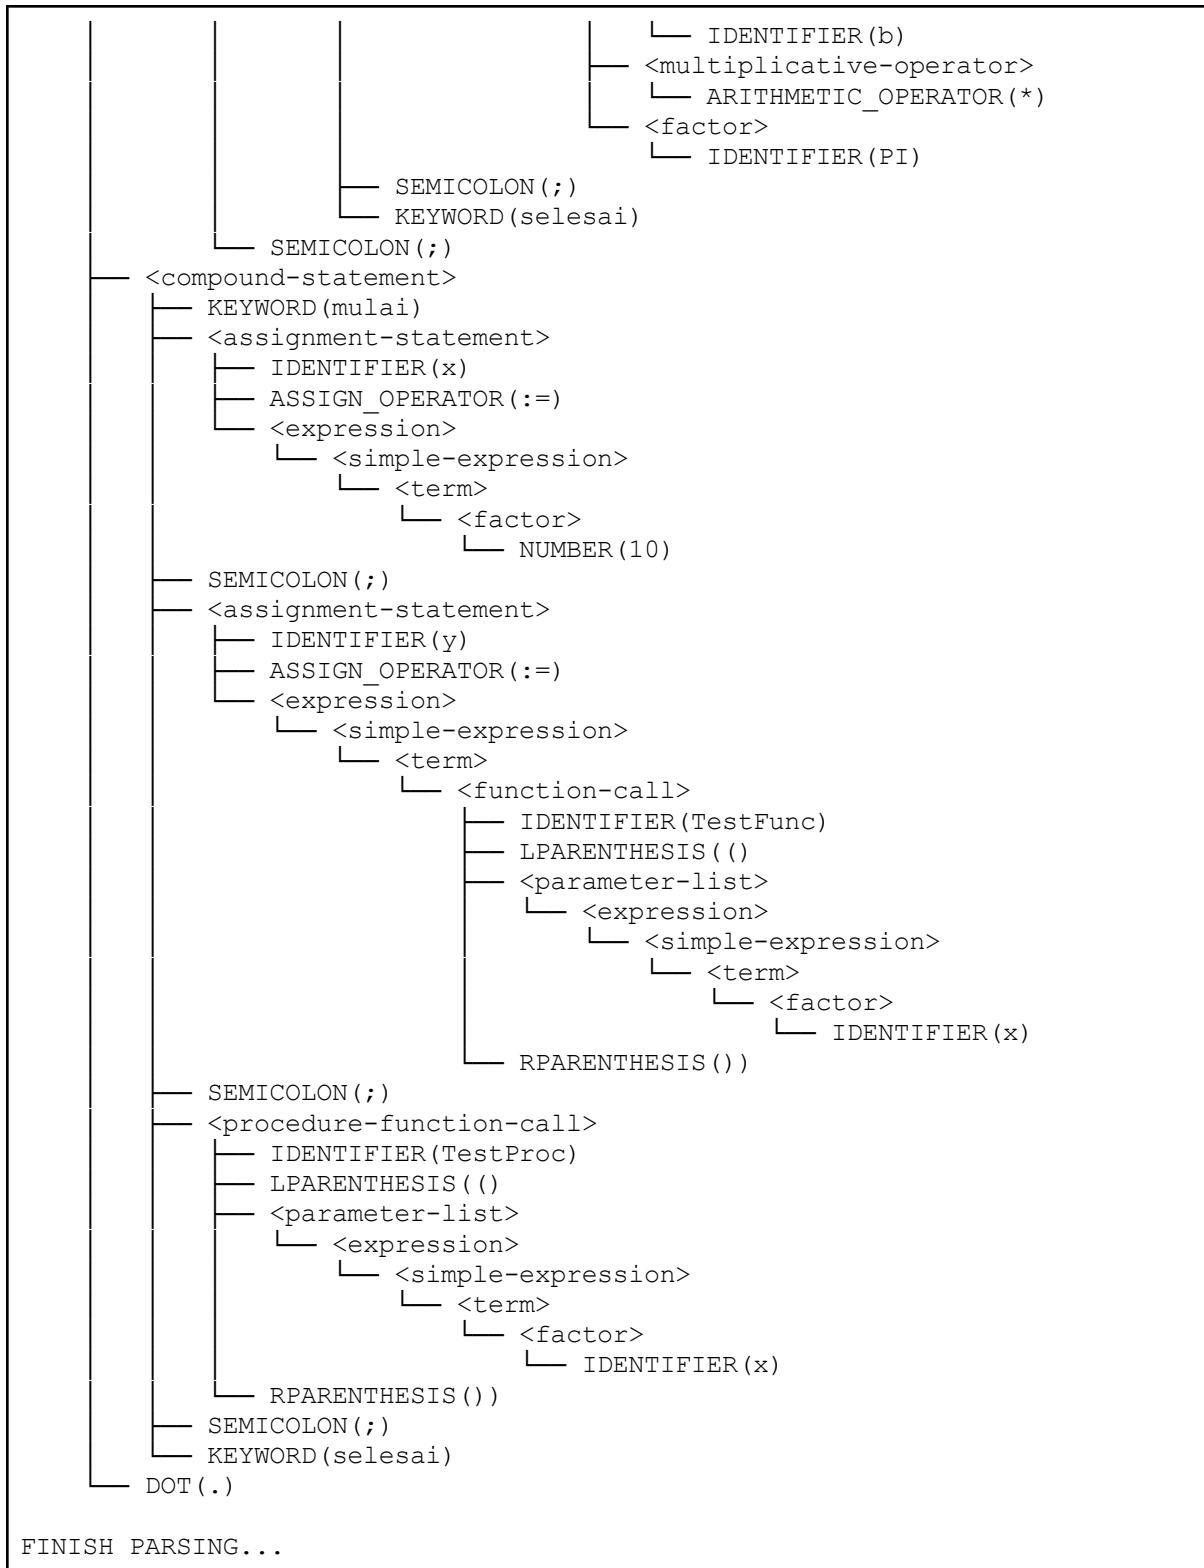 │ │ │ │ └── IDENTIFIER(b)
│ │ │ ├── <multiplicative-operator>
│ │ │ │ └── ARITHMETIC_OPERATOR(*)
│ │ │ └── <factor>
│ │ │ └── IDENTIFIER(PI)
│ │ ├── SEMICOLON(;)
│ │ └── KEYWORD(selesai)
│ └── SEMICOLON(;)
├── <compound-statement>
│ ├── KEYWORD(mulai)
│ ├── <assignment-statement>
│ │ ├── IDENTIFIER(x)
│ │ ├── ASSIGN_OPERATOR(:=)
│ │ └── <expression>
│ │ └── <simple-expression>
│ │ └── <term>
│ │ └── <factor>
│ │ └── NUMBER(10)
│ ├── SEMICOLON(;)
│ ├── <assignment-statement>
│ │ ├── IDENTIFIER(y)
│ │ ├── ASSIGN_OPERATOR(:=)
│ │ └── <expression>
│ │ └── <simple-expression>
│ │ └── <term>
│ │ └── <function-call>
│ │ ├── IDENTIFIER(TestFunc)
│ │ ├── LPARENTHESIS(()
│ │ ├── <parameter-list>
│ │ │ └── <expression>
│ │ │ └── <simple-expression>
│ │ │ └── <term>
│ │ │ └── <factor>
│ │ │ └── IDENTIFIER(x)
│ │ └── RPARENTHESIS())
│ ├── SEMICOLON(;)
│ ├── <procedure-function-call>
│ │ ├── IDENTIFIER(TestProc)
│ │ ├── LPARENTHESIS(()
│ │ ├── <parameter-list>
│ │ │ └── <expression>
│ │ │ └── <simple-expression>
│ │ │ └── <term>
│ │ │ └── <factor>
│ │ │ └── IDENTIFIER(x)
│ │ └── RPARENTHESIS())
│ ├── SEMICOLON(;)
│ └── KEYWORD(selesai)
└── DOT(.)
FINISH PARSING...